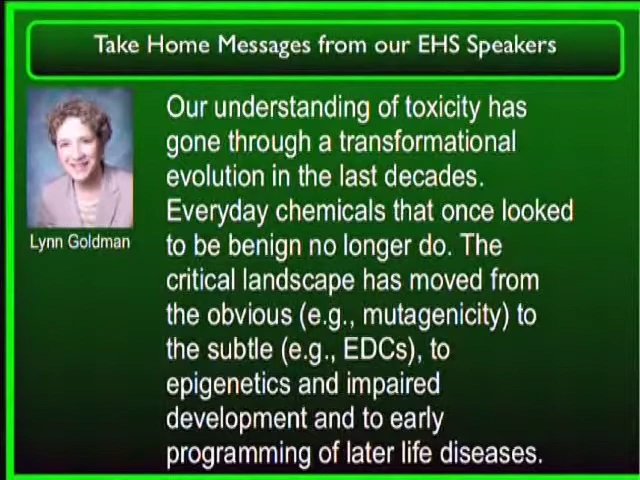 Take Home Messages from our EHS Speakers
Lynn Goldman
Our understanding of toxicity has
gone through a transformational
evolution in the last decades.
Everyday chemicals that once looked
to be benign no longer do. The
critical landscape has moved from
the obvious (e.g., mutagenicity) to
the subtle (e.g., EDCs), to
epigenetics and impaired
development and to early
programming of later life diseases.